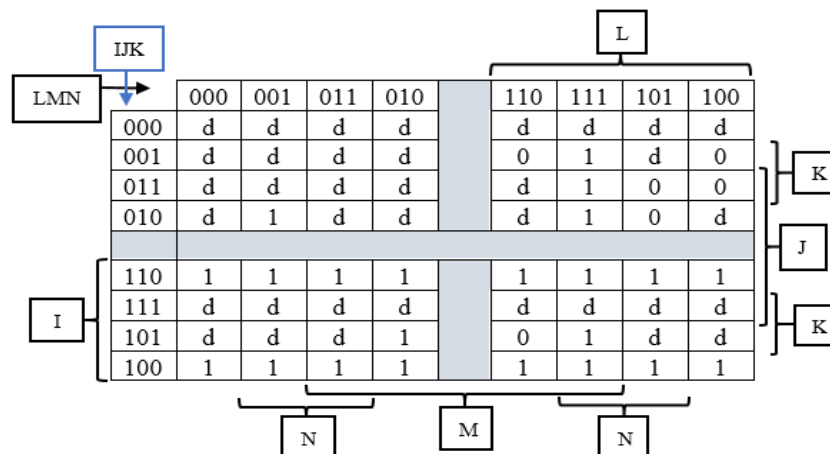 L
IJK
LMN
000 001 011 010 110 111 101 100
000 d d d d d d d d
001 d d d d 0 1 d 0
K
011 d d d d d 1 0 0
010 d 1 d d d 1 0 d
J
110 1 1 1 1 1 1 1 1
I
111 d d d d d d d d
K
101 d d d 1 0 1 d d
100 1 1 1 1 1 1 1 1
M
N N